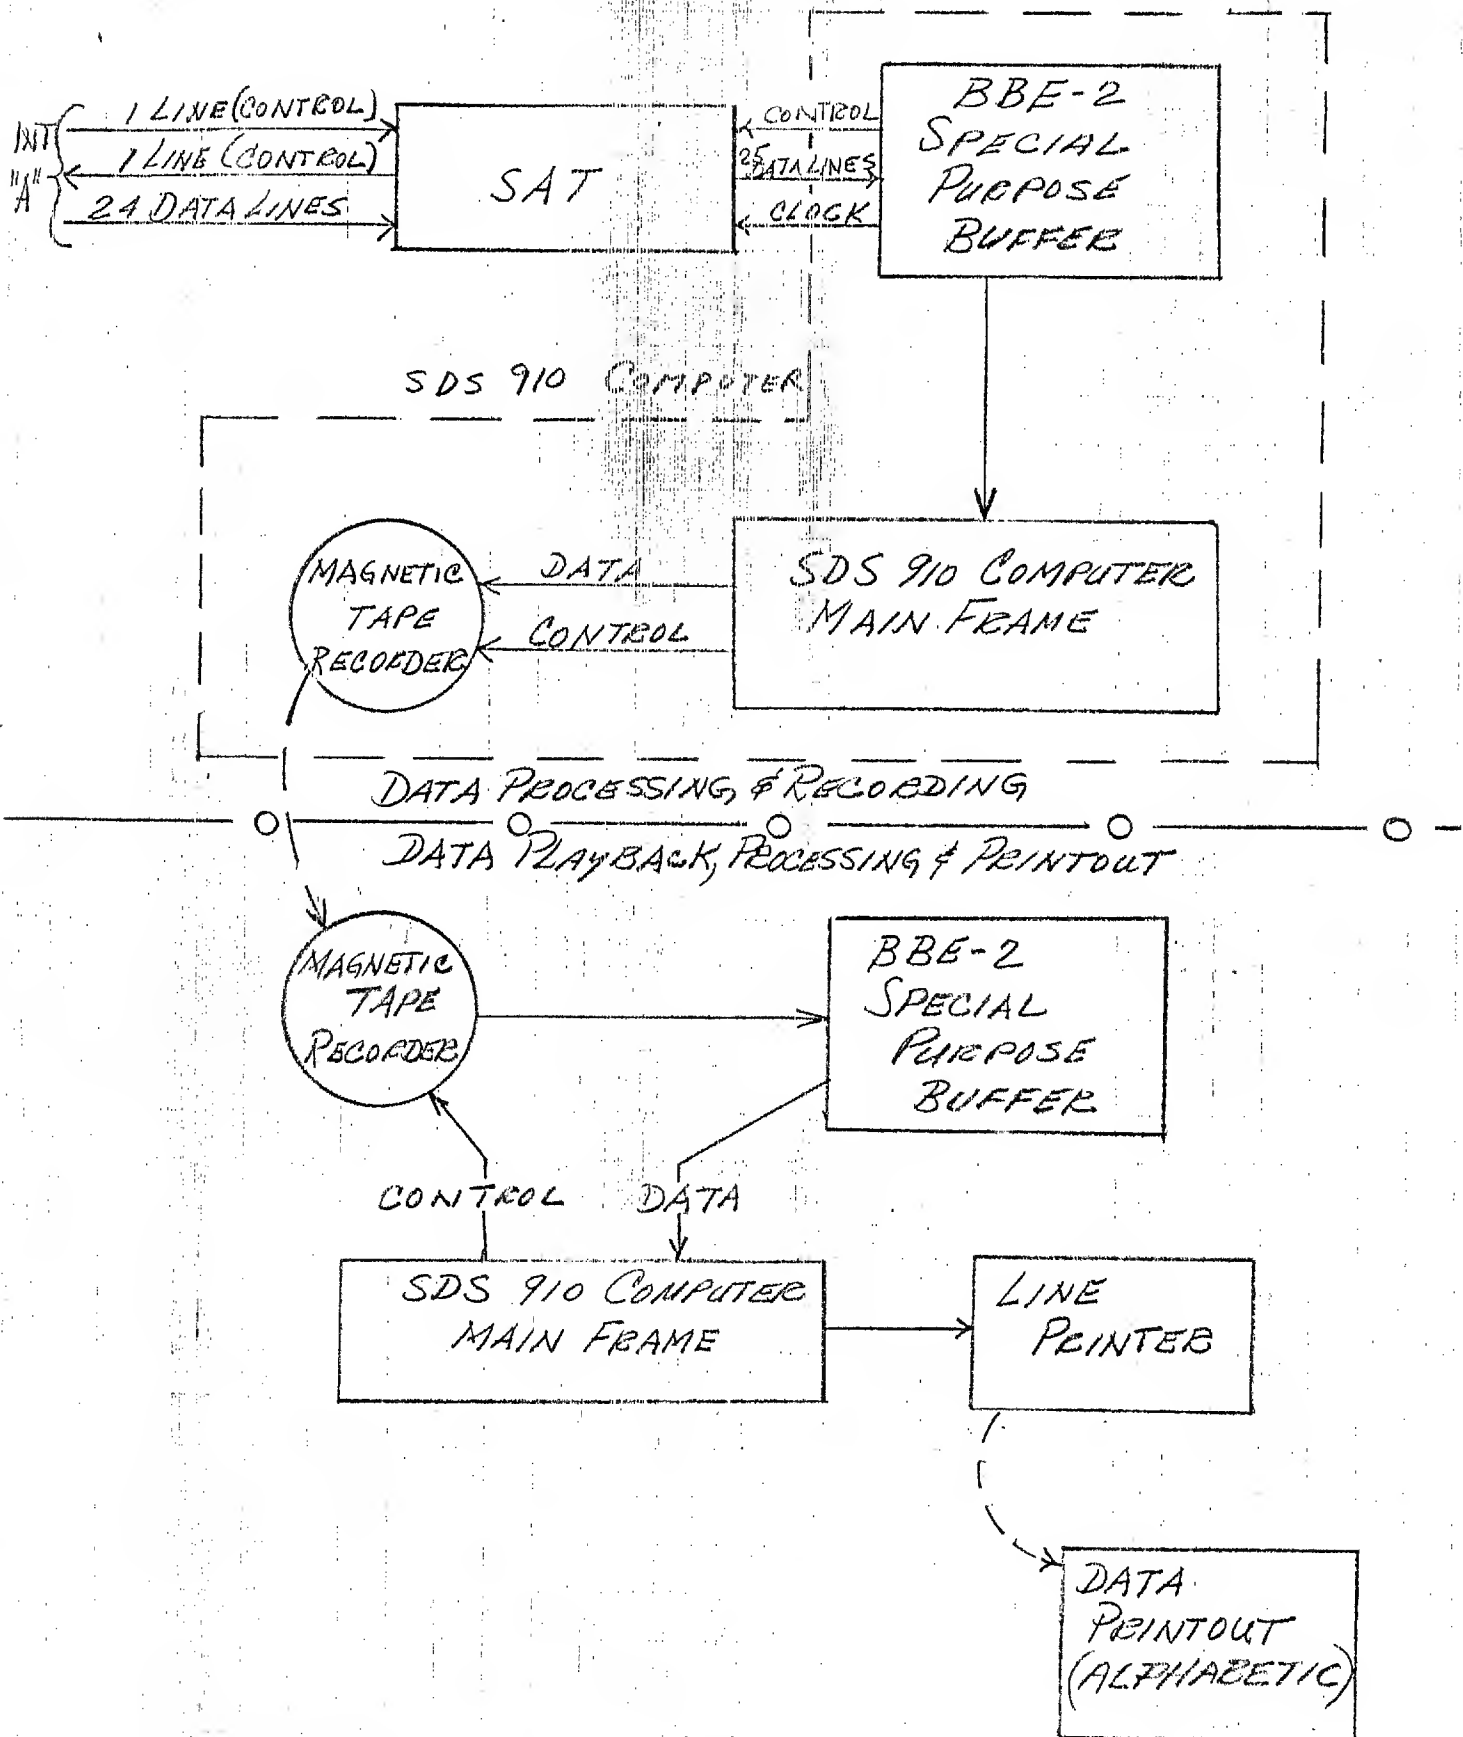 1 LINE (CONTROL)
INT
"A"
1 LINE (CONTROL)
24 DATA LINES
SAT
CONTROL
25 DATA LINES
CLOCK
BBE-2
SPECIAL
PURPOSE
BUFFER
SDS 910 COMPUTER
MAGNETIC
TAPE
RECORDER
DATA
CONTROL
SDS 910 COMPUTER
MAIN FRAME
DATA PROCESSING & RECORDING
DATA PLAYBACK, PROCESSING & PRINTOUT
MAGNETIC
TAPE
RECORDER
BBE-2
SPECIAL
PURPOSE
BUFFER
CONTROL
DATA
SDS 910 COMPUTER
MAIN FRAME
LINE
PRINTER
DATA
PRINTOUT
(ALPHABETIC)